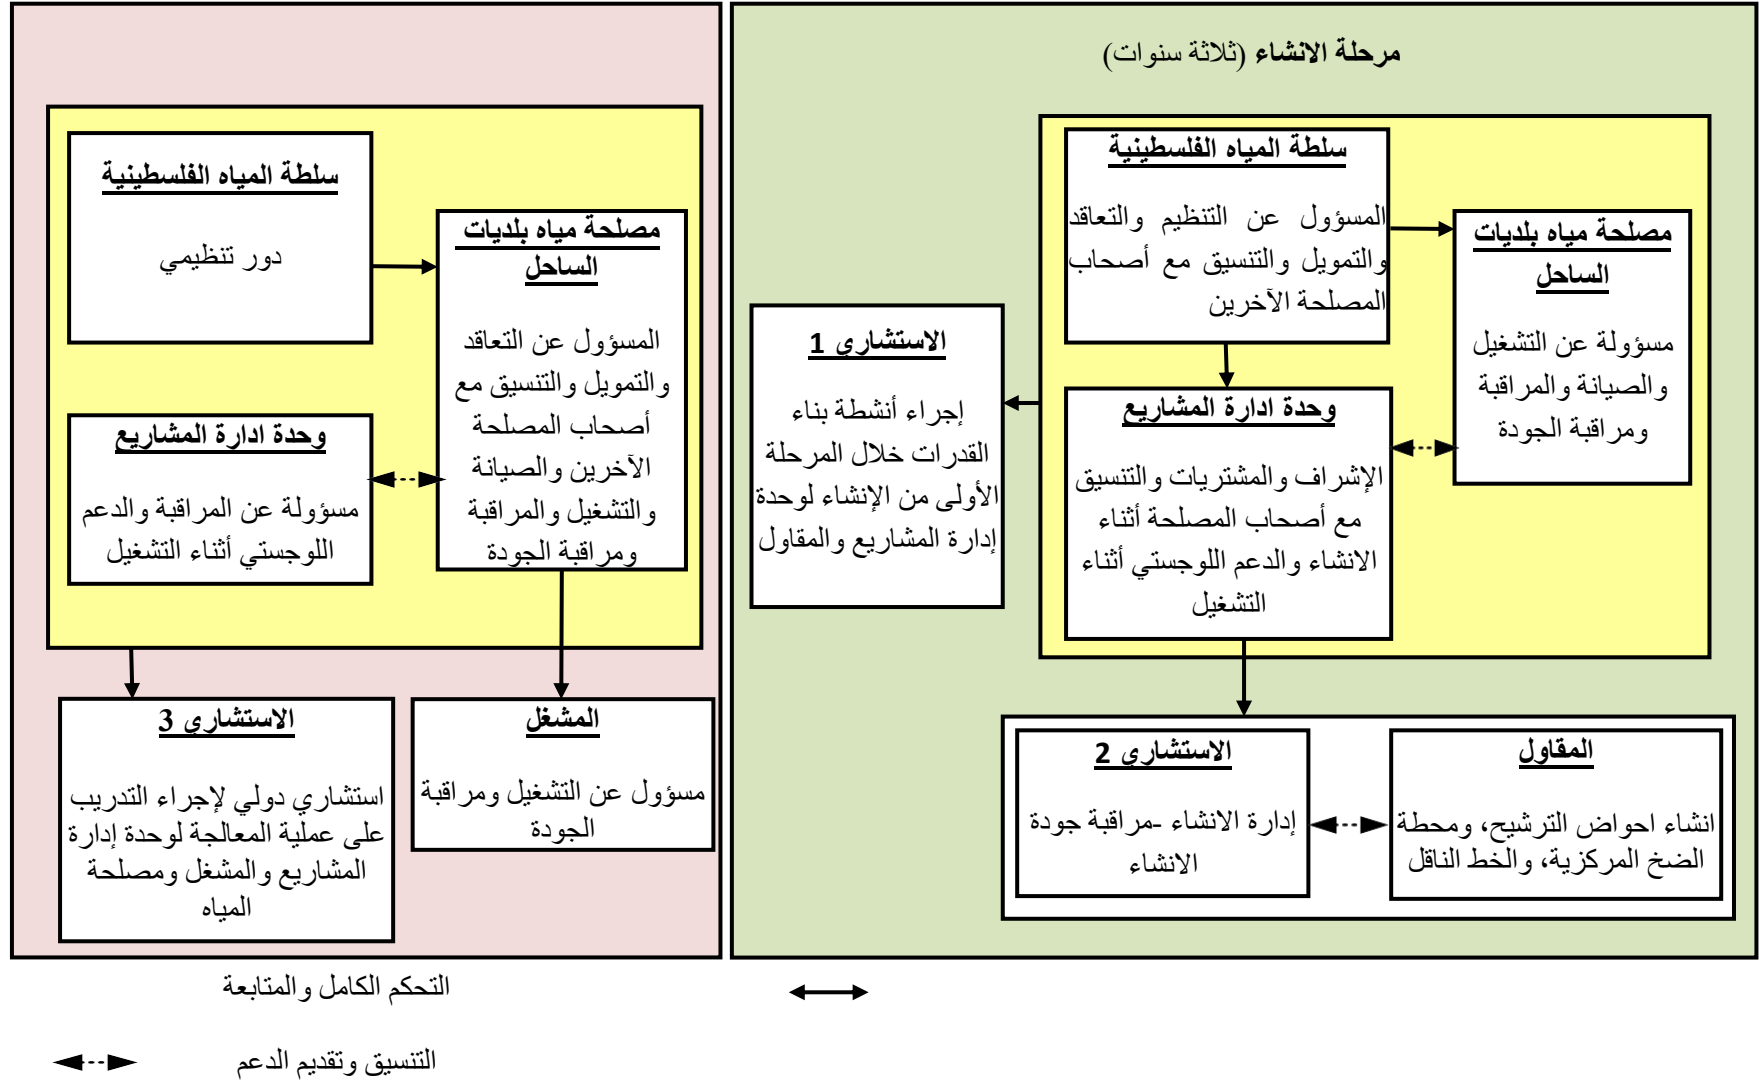 مرحلة الانشاء (ثلاثة سنوات)
سلطة المياه الفلسطينية
المسؤول عن التنظيم والتعاقد
والتمويل والتنسيق مع أصحاب
المصلحة الآخرين
مصلحة مياه بلديات
الساحل
مسؤولة عن التشغيل
والصيانة والمراقبة
ومراقبة الجودة
وحدة ادارة المشاريع
الإشراف والمشتريات والتنسيق
مع أصحاب المصلحة أثناء
الانشاء والدعم اللوجستي أثناء
التشغيل
الاستشاري 1
إجراء أنشطة بناء
القدرات خلال المرحلة
الأولى من الإنشاء لوحدة
إدارة المشاريع والمقاول
المقاول
انشاء احواض الترشيح، ومحطة
الضخ المركزية، والخط الناقل
الاستشاري 2
إدارة الانشاء -مراقبة جودة
الانشاء
سلطة المياه الفلسطينية
دور تنظيمي
مصلحة مياه بلديات
الساحل
المسؤول عن التعاقد
والتمويل والتنسيق مع
أصحاب المصلحة
الآخرين والصيانة
والتشغيل والمراقبة
ومراقبة الجودة
وحدة ادارة المشاريع
مسؤولة عن المراقبة والدعم
اللوجستي أثناء التشغيل
المشغل
مسؤول عن التشغيل ومراقبة
الجودة
الاستشاري 3
استشاري دولي لإجراء التدريب
على عملية المعالجة لوحدة إدارة
المشاريع والمشغل ومصلحة
المياه
التحكم الكامل والمتابعة
التنسيق وتقديم الدعم